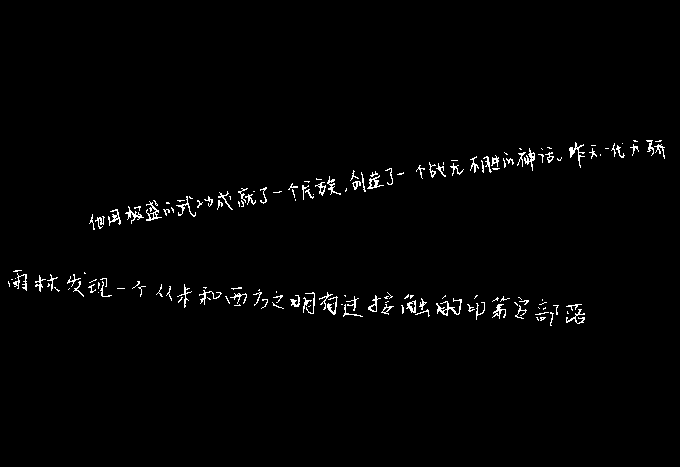 他用极盛的武功成就了一个民族,创造了一个战无不胜的神话。昨天,一代天骄
雨林发现一个从未和西方文明有过接触的印第安部落